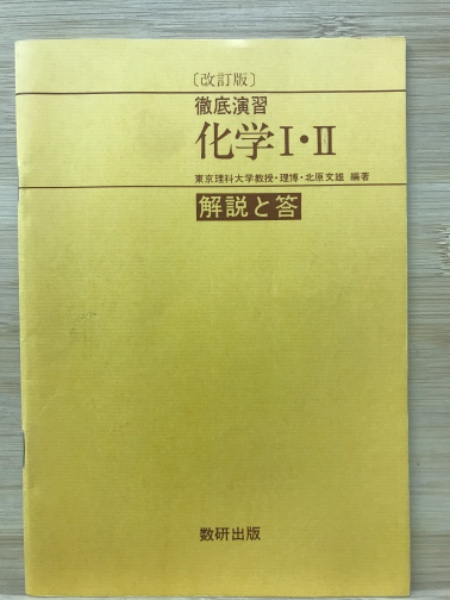 〔改訂版〕
徹底演習
化学I・II
東京理科大学教授・理博・北原文雄 編著
解説と答
数研出版